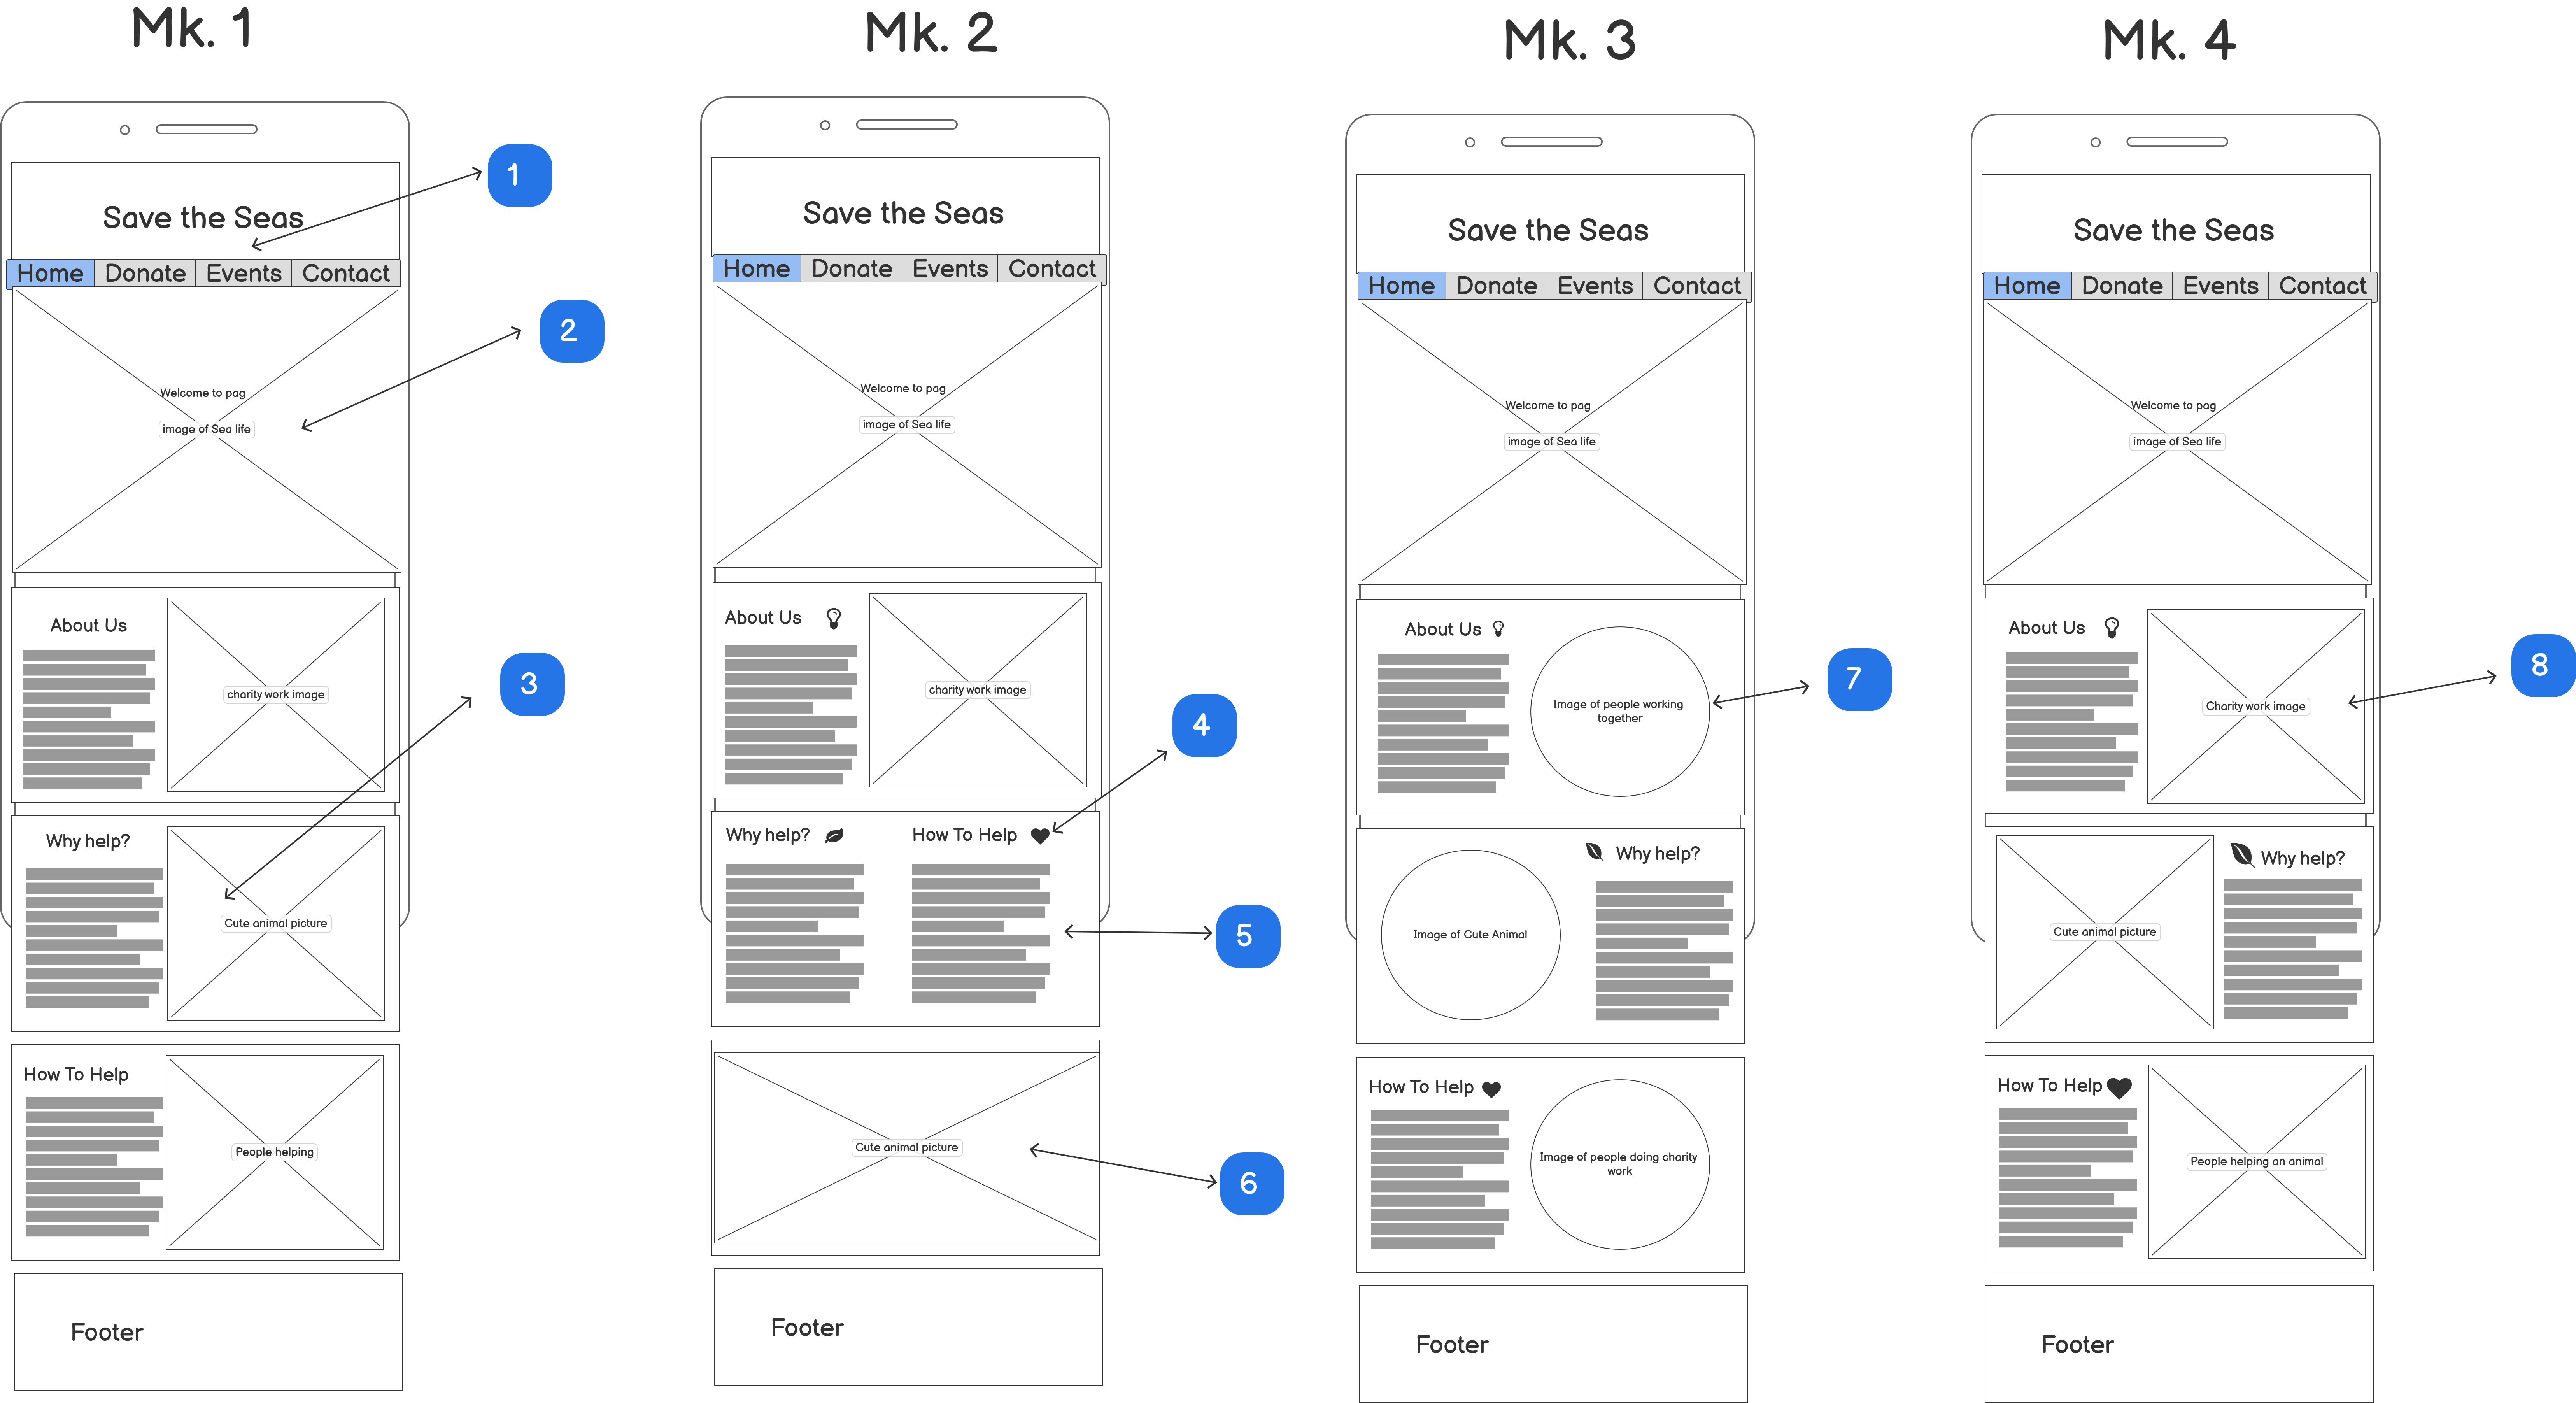 Mk. 1
Save the Seas
Home Donate Events Contact
Welcome to pag
image of Sea life
About Us
charity work image
Why help?
Cute animal picture
How To Help
People helping
Footer
1
2
3
Mk. 2
Save the Seas
Home Donate Events Contact
Welcome to pag
image of Sea life
About Us
charity work image
Why help?
How To Help
Cute animal picture
Footer
4
5
6
Mk. 3
Save the Seas
Home Donate Events Contact
Welcome to pag
image of Sea life
About Us
Image of people working
together
Why help?
Image of Cute Animal
How To Help
Image of people doing charity
work
Footer
7
Mk. 4
Save the Seas
Home Donate Events Contact
Welcome to pag
image of Sea life
About Us
Charity work image
Why help?
Cute animal picture
How To Help
People helping an animal
Footer
8